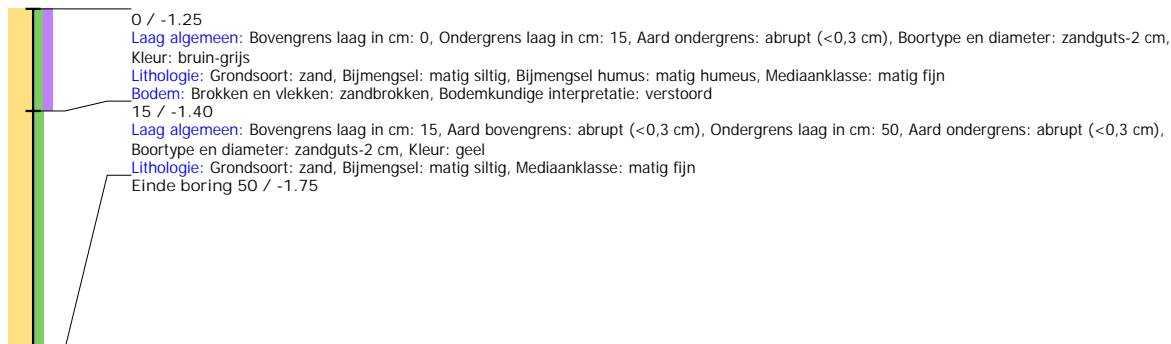 0 / -1.25
Laag algemeen: Bovengrens laag in cm: 0, Ondergrens laag in cm: 15, Aard ondergrens: abrupt (<0,3 cm), Boortype en diameter: zandguts-2 cm,
Kleur: bruin-grijs
Lithologie: Grondsoort: zand, Bijmengsel: matig siltig, Bijmengsel humus: matig humeus, Mediaanklasse: matig fijn
Bodem: Brokken en vlekken: zandbrokken, Bodemkundige interpretatie: verstoord
15 / -1.40
Laag algemeen: Bovengrens laag in cm: 15, Aard bovengrens: abrupt (<0,3 cm), Ondergrens laag in cm: 50, Aard ondergrens: abrupt (<0,3 cm),
Boortype en diameter: zandguts-2 cm, Kleur: geel
Lithologie: Grondsoort: zand, Bijmengsel: matig siltig, Mediaanklasse: matig fijn
Einde boring 50 / -1.75